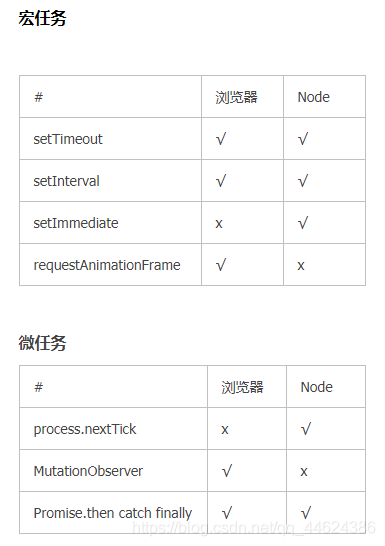 宏任务
# 浏览器 Node
setTimeout √ √
setInterval √ √
setImmediate x √
requestAnimationFrame √ x
微任务
# 浏览器 Node
process.nextTick x √
MutationObserver √ x
Promise.then catch finally √ √
https://blog.csdn.net/qq_44624386